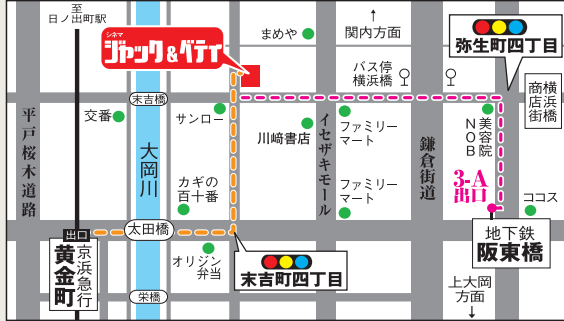 至
日ノ出町駅
シネマ
ジャック&ベティ
まめや
関内方面
弥生町四丁目
バス停
横浜橋
横浜橋
商店街
末吉橋
平戸桜木道路
交番
サンロー
大岡川
川﨑書店
イセザキモール
ファミリー
マート
鎌倉街道
美容院
NOB
カギの
百十番
ファミリー
マート
3-A
出口
ココス
太田橋
出口
京浜急行
黄金町
オリジン
弁当
末吉町四丁目
地下鉄
阪東橋
栄橋
上大岡
方面